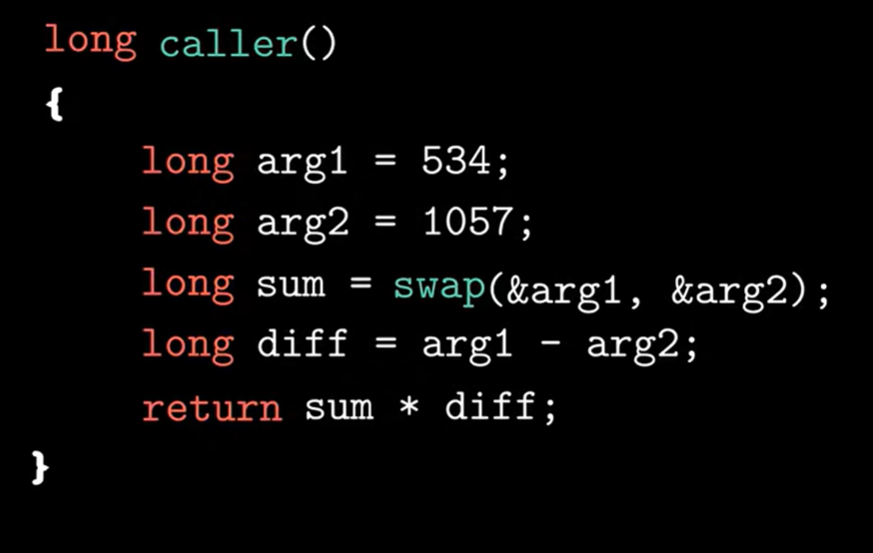 long caller()
{
long arg1 = 534;
long arg2 = 1057;
long sum = swap(&arg1, &arg2);
long diff = arg1 - arg2;
return sum * diff;
}